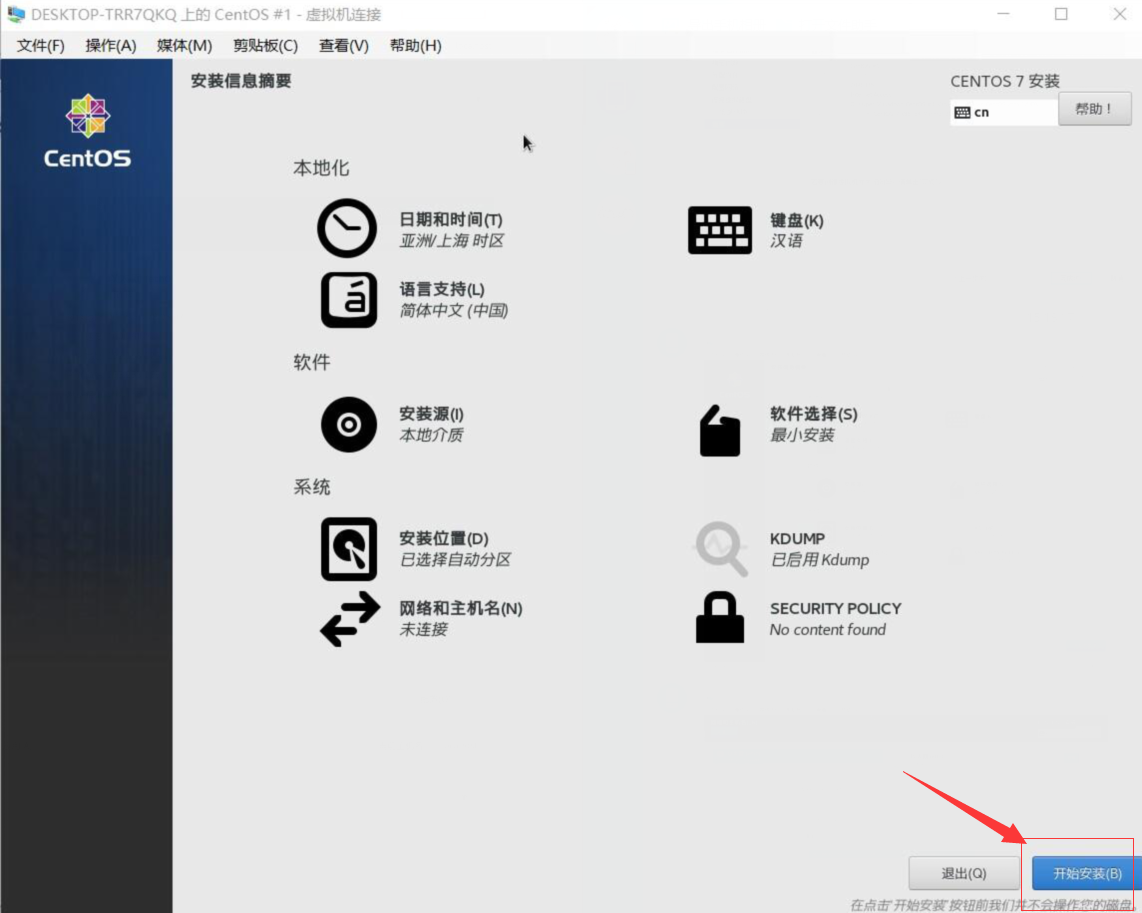 DESKTOP-TRR7QKQ 上的 CentOS #1 - 虚拟机连接
文件(F) 操作(A) 媒体(M) 剪贴板(C) 查看(V) 帮助(H)
CentOS
安装信息摘要
CENTOS 7 安装
cn
帮助！
本地化
日期和时间(T)
亚洲/上海 时区
键盘(K)
汉语
á
语言支持(L)
简体中文 (中国)
软件
安装源(I)
本地介质
软件选择(S)
最小安装
系统
安装位置(D)
已选择自动分区
KDUMP
已启用 Kdump
网络和主机名(N)
未连接
SECURITY POLICY
No content found
退出(Q)
开始安装(B)
在点击'开始安装'按钮前我们并不会操作您的磁盘。